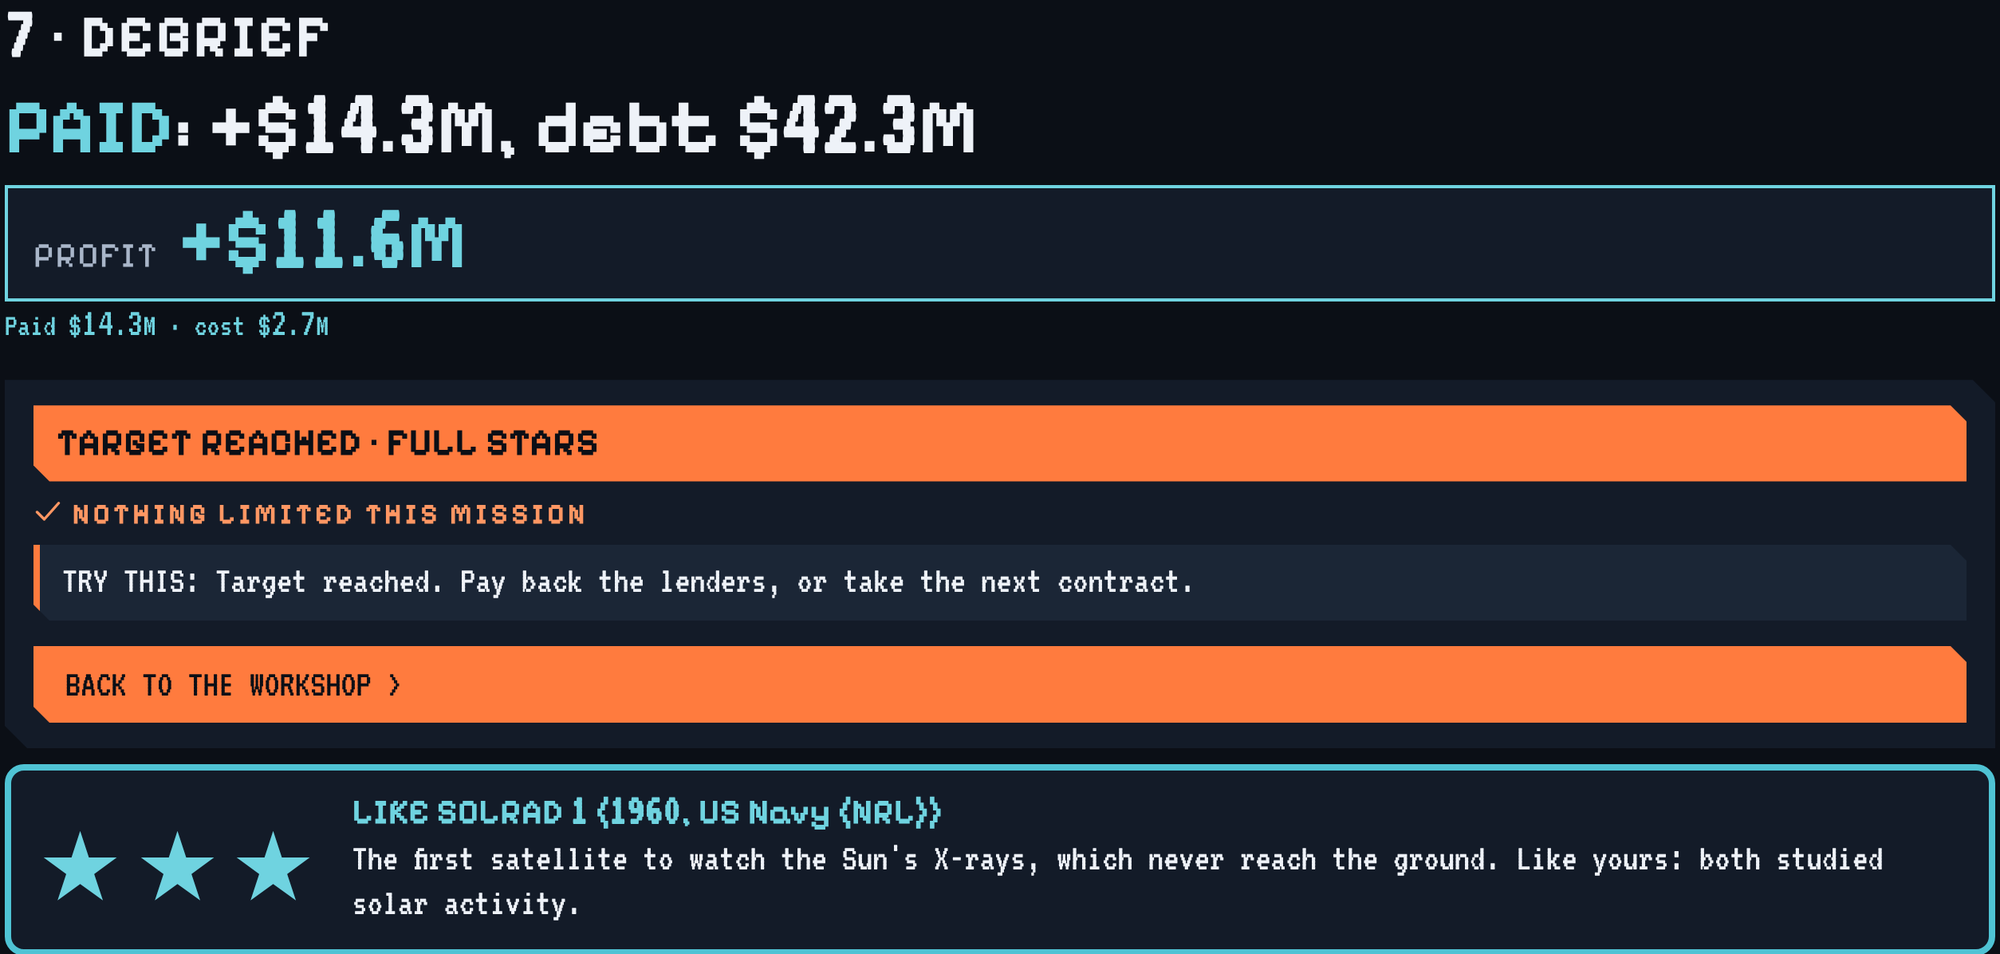 7 · DEBRIEF
PAID: +$14.3M, debt $42.3M
PROFIT +$11.6M
Paid $14.3M · cost $2.7M
TARGET REACHED · FULL STARS
✓ NOTHING LIMITED THIS MISSION
TRY THIS: Target reached. Pay back the lenders, or take the next contract.
BACK TO THE WORKSHOP >
LIKE SOLRAD 1 (1960, US Navy (NRL))
The first satellite to watch the Sun's X-rays, which never reach the ground. Like yours: both studied
solar activity.